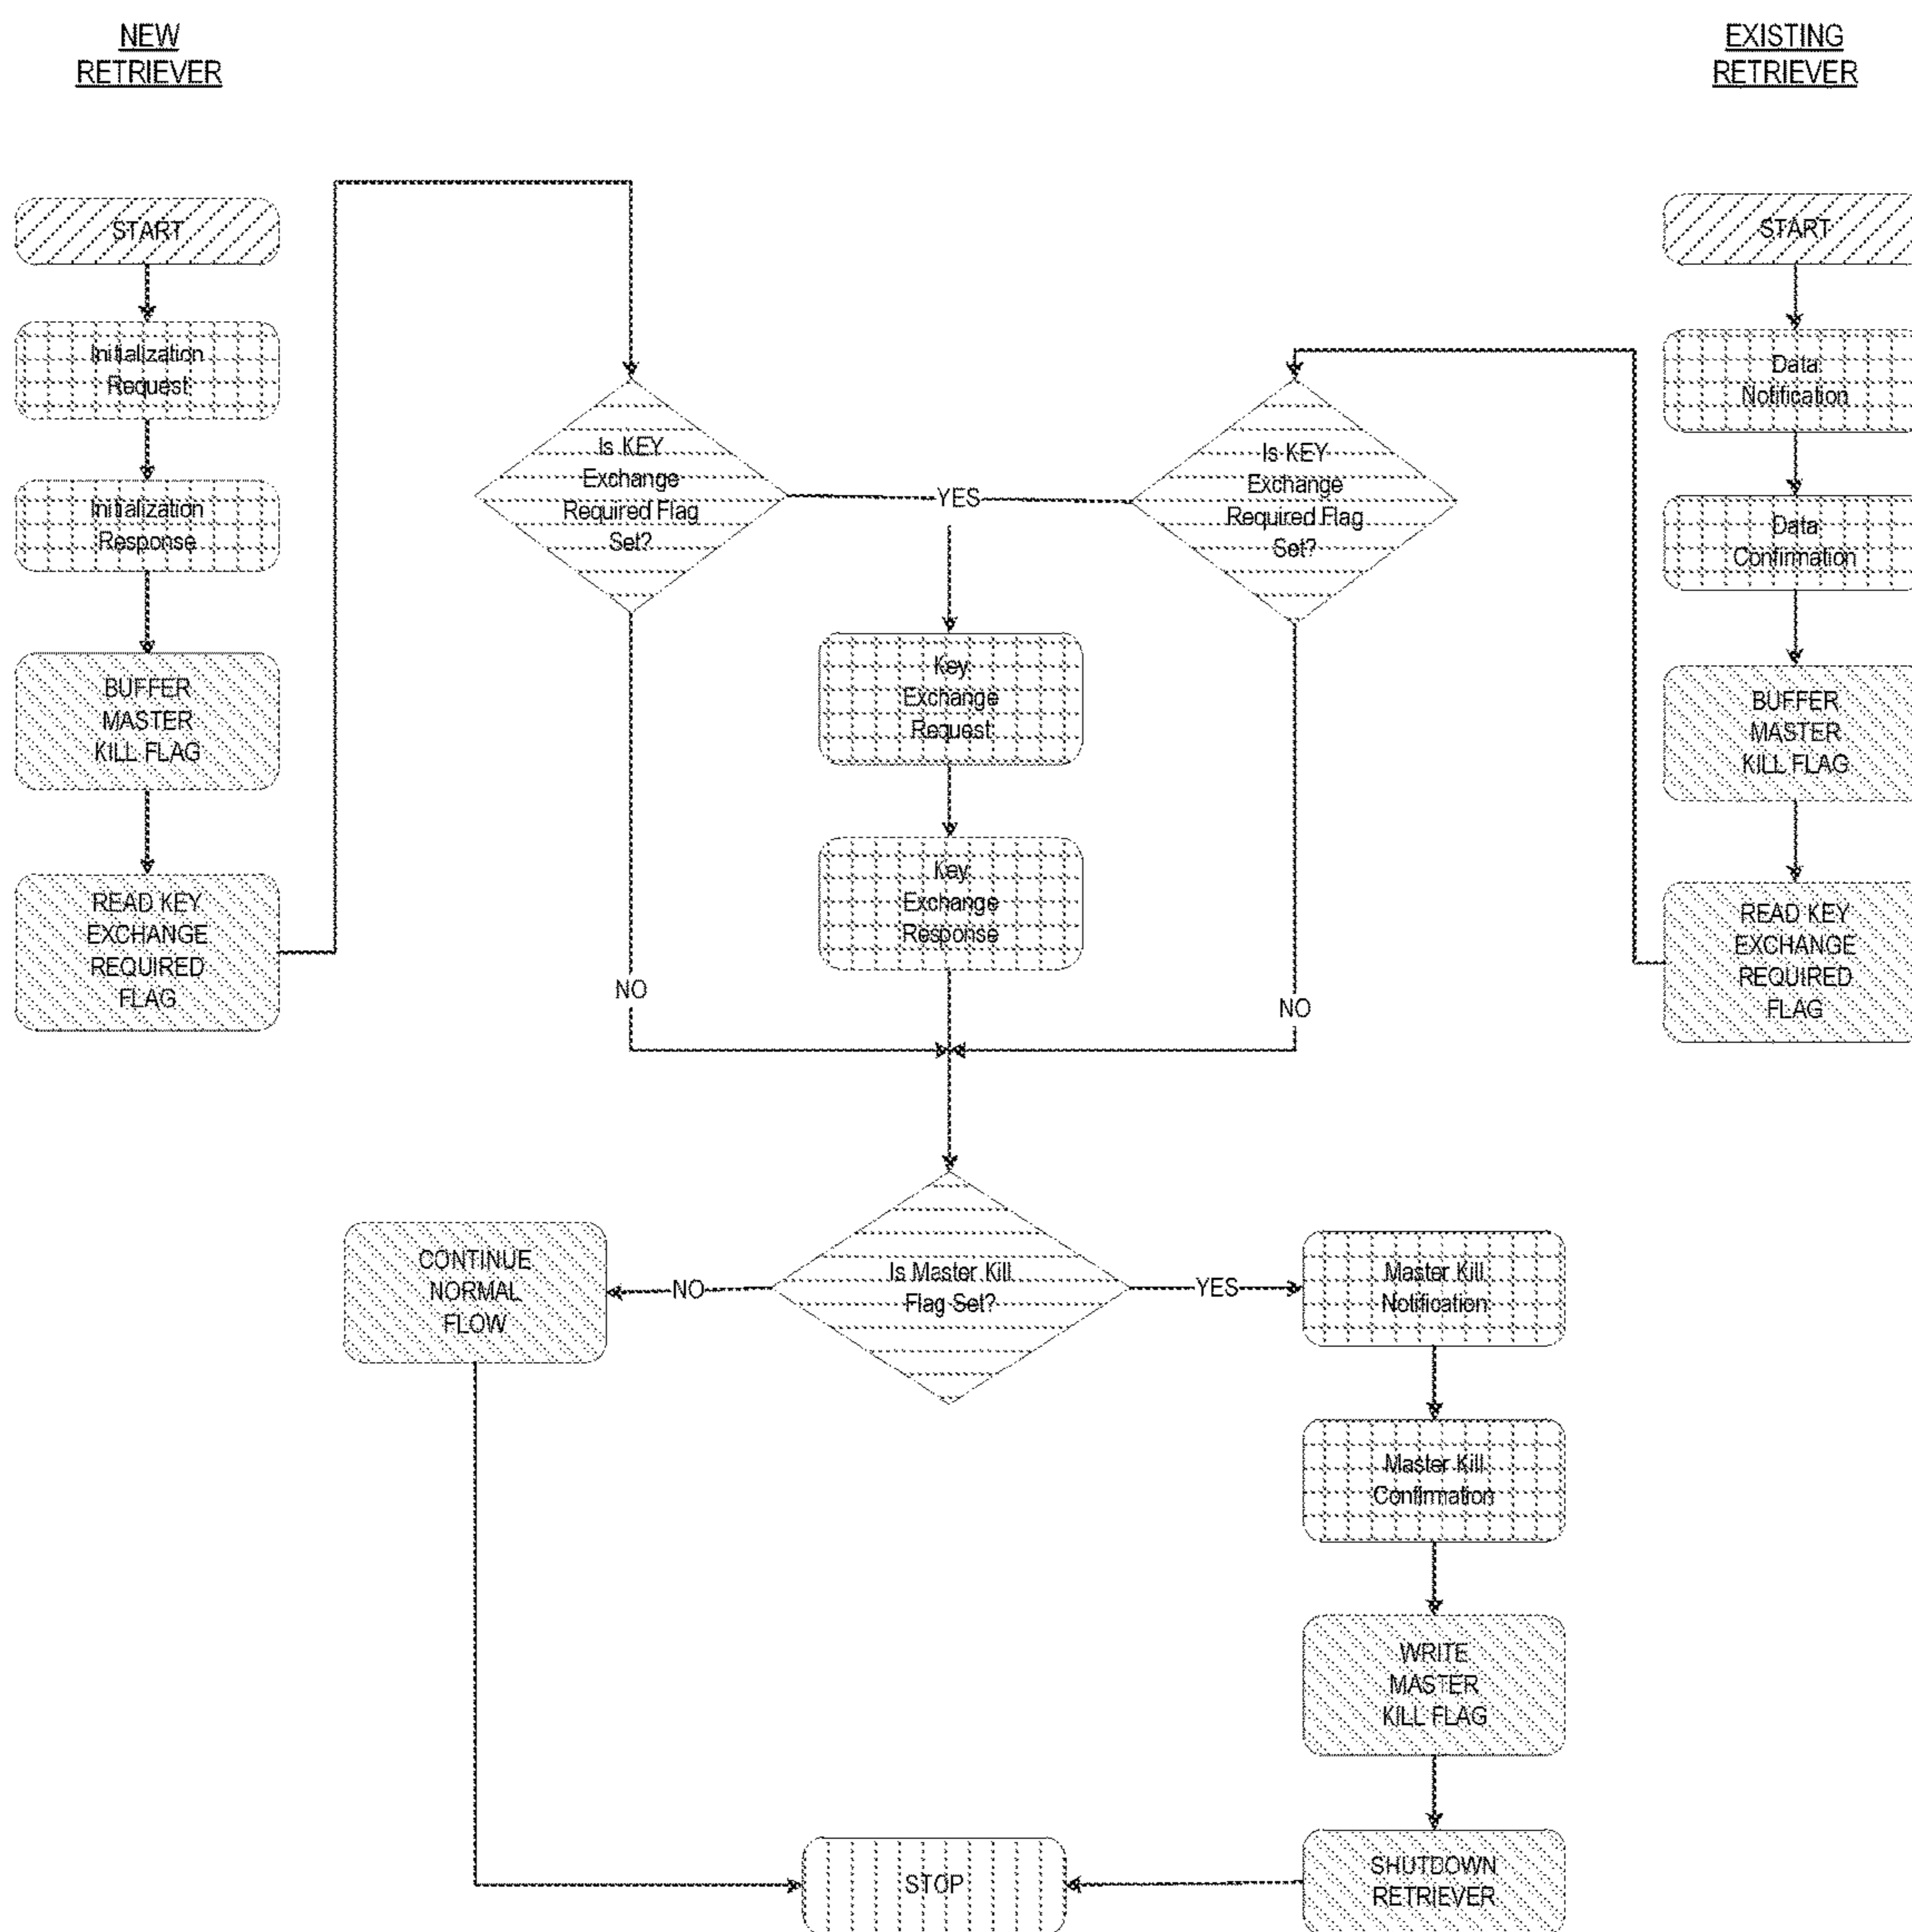 NEW
RETRIEVER
EXISTING
RETRIEVER
START
Initialization
Request
Initialization
Response
BUFFER
MASTER
KILL FLAG
READ KEY
EXCHANGE
REQUIRED
FLAG
Is KEY
Exchange
Required Flag
Set?
YES
NO
Key
Exchange
Request
Key
Exchange
Response
Is KEY
Exchange
Required Flag
Set?
NO
START
Data
Notification
Data
Confirmation
BUFFER
MASTER
KILL FLAG
READ KEY
EXCHANGE
REQUIRED
FLAG
Is Master Kill
Flag Set?
NO
CONTINUE
NORMAL
FLOW
YES
Master Kill
Notification
Master Kill
Confirmation
WRITE
MASTER
KILL FLAG
SHUTDOWN
RETRIEVER
STOP